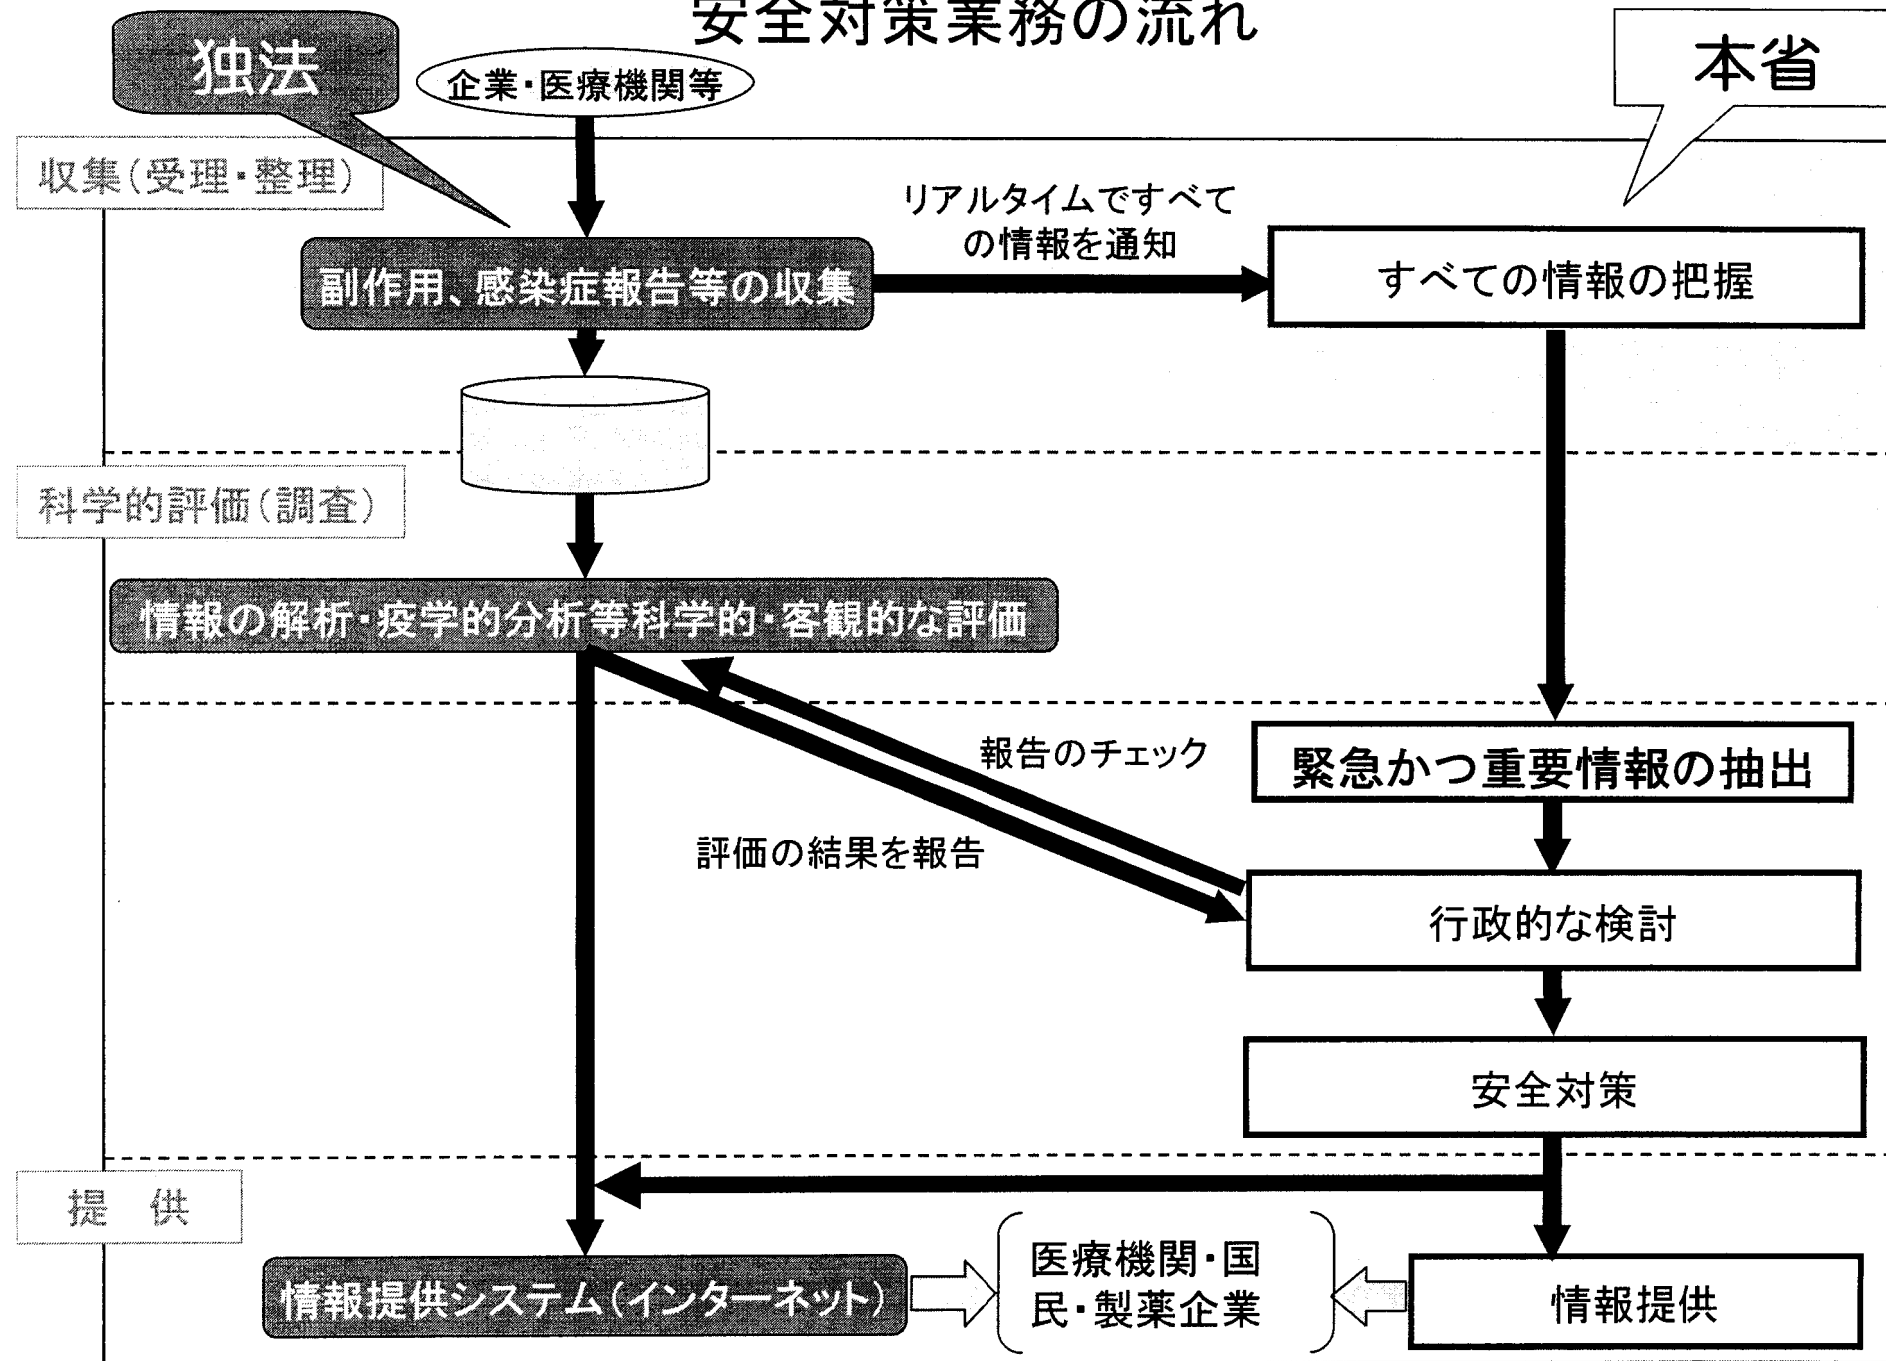 安全対策業務の流れ
独法
企業・医療機関等
本省
収集(受理・整理)
リアルタイムですべて
の情報を通知
副作用、感染症報告等の収集
すべての情報の把握
科学的評価(調査)
情報の解析・疫学的分析等科学的・客観的な評価
報告のチェック
緊急かつ重要情報の抽出
評価の結果を報告
行政的な検討
安全対策
提 供
医療機関・国
民・製薬企業
情報提供システム(インターネット)
情報提供